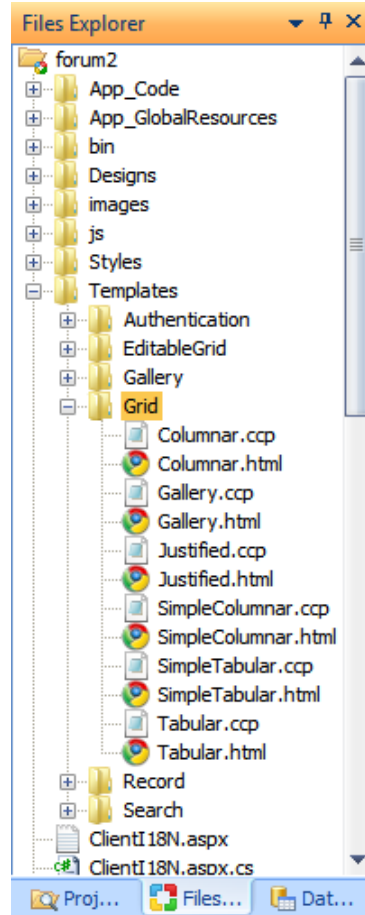 Files Explorer
forum2
App_Code
App_GlobalResources
bin
Designs
images
js
Styles
Templates
Authentication
EditableGrid
Gallery
Grid
Columnar.ccp
Columnar.html
Gallery.ccp
Gallery.html
Justified.ccp
Justified.html
SimpleColumnar.ccp
SimpleColumnar.html
SimpleTabular.ccp
SimpleTabular.html
Tabular.ccp
Tabular.html
Record
Search
ClientI18N.aspx
ClientI18N.aspx.cs
Proj... Files... Dat...